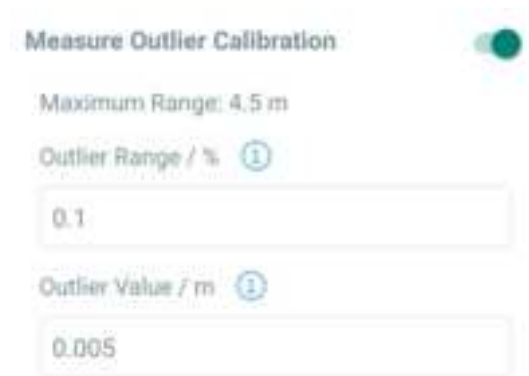 Measure Outlier Calibration
Maximum Range: 4.5 m
Outlier Range / %
0.1
Outlier Value / m
0.005